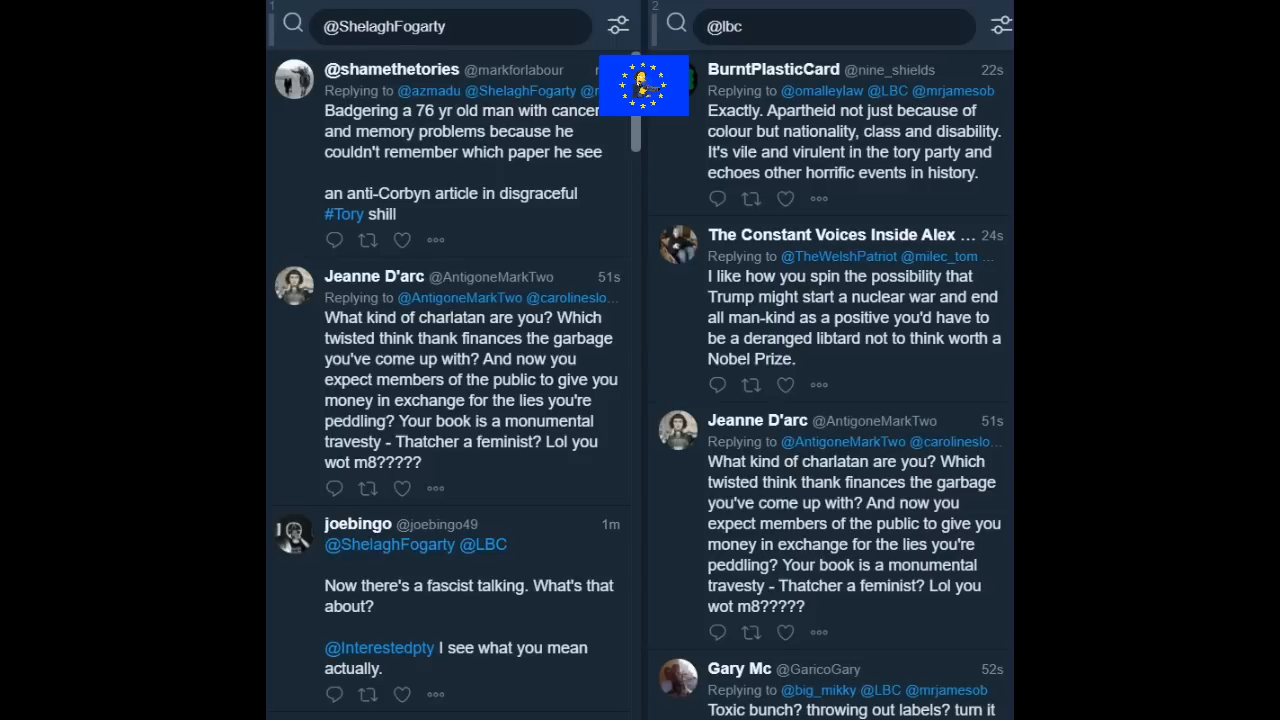 1
@ShelaghFogarty
@shamethetories @markforlabour
Replying to @azmadu @ShelaghFogarty
Badgering a 76 yr old man with cancer
and memory problems because he
couldn't remember which paper he see
an anti-Corbyn article in disgraceful
#Tory shill
Jeanne D'arc @AntigoneMarkTwo 51s
Replying to @AntigoneMarkTwo @carolineslo...
What kind of charlatan are you? Which
twisted think thank finances the garbage
you've come up with? And now you
expect members of the public to give you
money in exchange for the lies you're
peddling? Your book is a monumental
travesty - Thatcher a feminist? Lol you
wot m8?????
joebingo @joebingo49 1m
@ShelaghFogarty @LBC
Now there's a fascist talking. What's that
about?
@Interestedpty I see what you mean
actually.
2
@lbc
BurntPlasticCard @nine_shields 22s
Replying to @omalleylaw @LBC @mrjamesob
Exactly. Apartheid not just because of
colour but nationality, class and disability.
It's vile and virulent in the tory party and
echoes other horrific events in history.
The Constant Voices Inside Alex ... 24s
Replying to @TheWelshPatriot @milec_tom ...
I like how you spin the possibility that
Trump might start a nuclear war and end
all man-kind as a positive you'd have to
be a deranged libtard not to think worth a
Nobel Prize.
Jeanne D'arc @AntigoneMarkTwo 51s
Replying to @AntigoneMarkTwo @carolineslo...
What kind of charlatan are you? Which
twisted think thank finances the garbage
you've come up with? And now you
expect members of the public to give you
money in exchange for the lies you're
peddling? Your book is a monumental
travesty - Thatcher a feminist? Lol you
wot m8?????
Gary Mc @GaricoGary 52s
Replying to @big_mikky @LBC @mrjamesob
Toxic bunch? throwing out labels? turn it